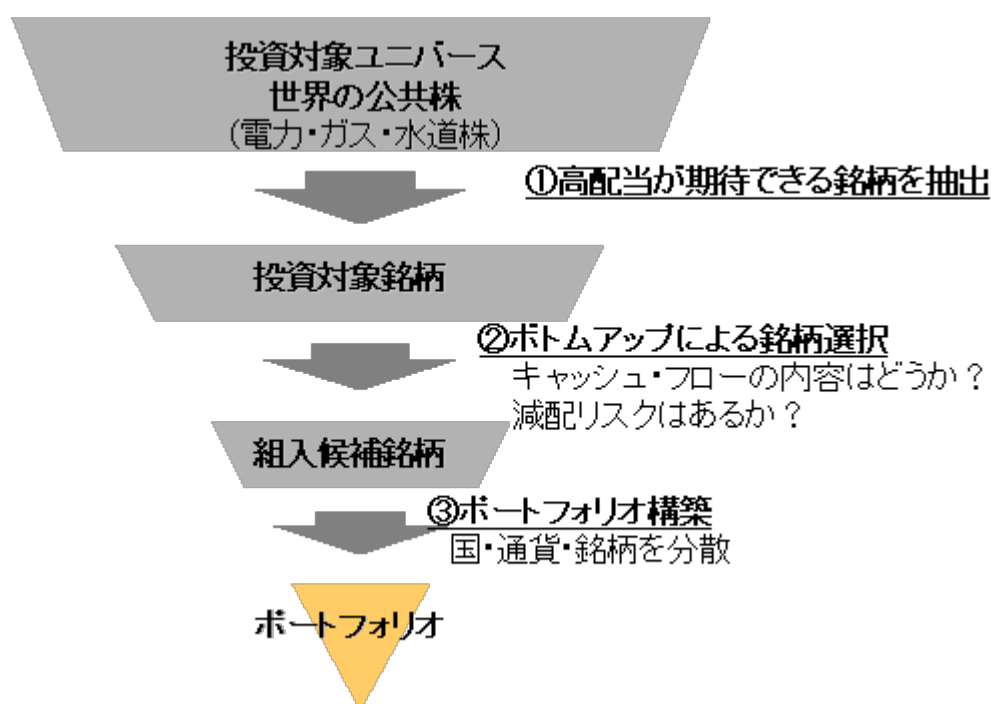 投資対象ユニバース
世界の公共株
(電力・ガス・水道株)
①高配当が期待できる銘柄を抽出
投資対象銘柄
②ボトムアップによる銘柄選択
キャッシュ・フローの内容はどうか？
減配リスクはあるか？
組入候補銘柄
③ポートフォリオ構築
国・通貨・銘柄を分散
ポートフォリオ